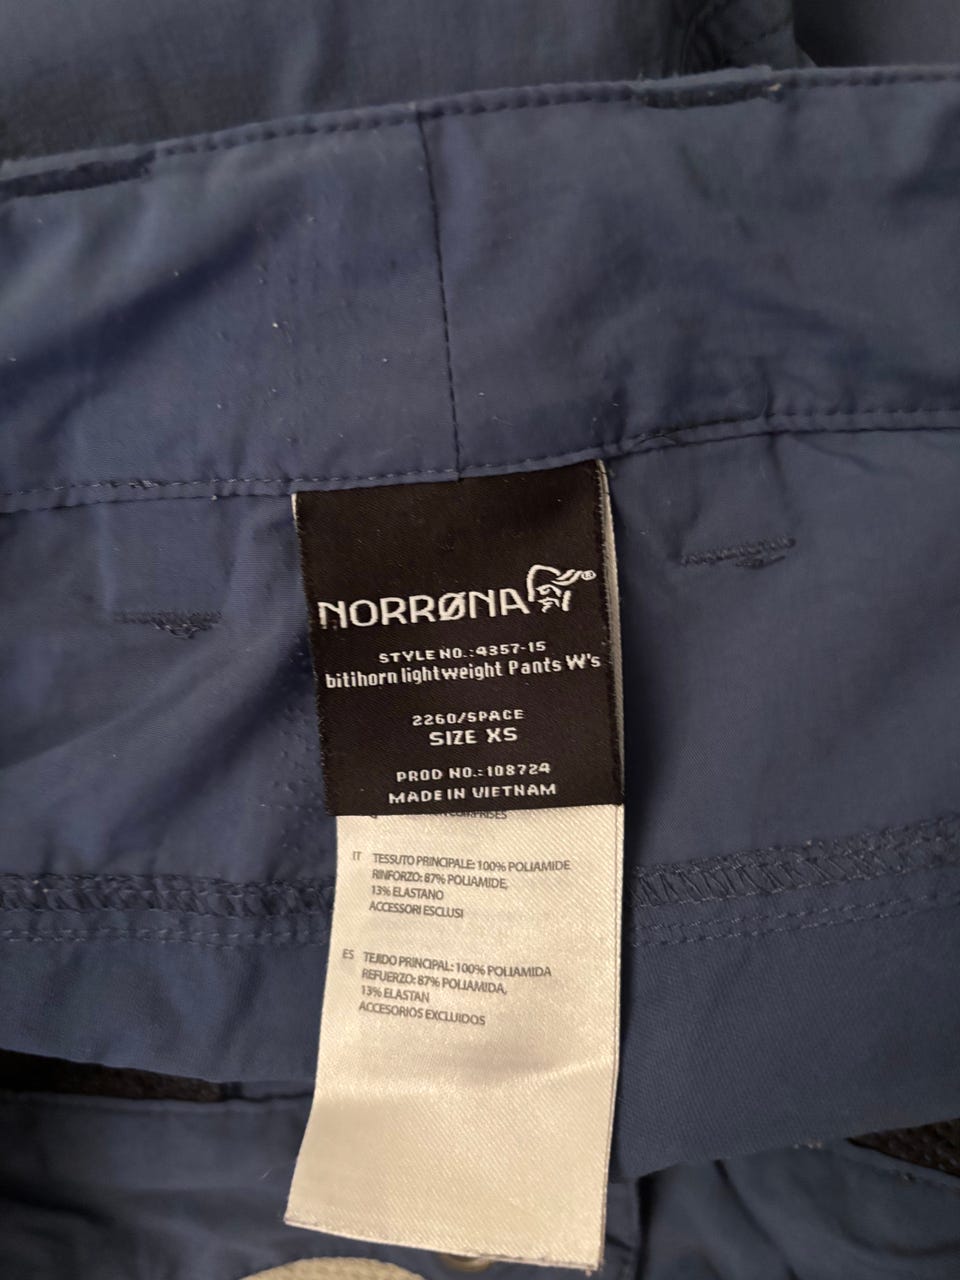 NORRØNA®
STYLE NO.:4357-15
bitihorn lightweight Pants W's
2260/SPACE
SIZE XS
PROD NO.:108724
MADE IN VIETNAM
IT TESSUTO PRINCIPALE: 100% POLIAMIDE
RINFORZO: 87% POLIAMIDE,
13% ELASTANO
ACCESSORI ESCLUSI
ES TEJIDO PRINCIPAL: 100% POLIAMIDA
REFUERZO: 87% POLIAMIDA,
13% ELASTAN
ACCESORIOS EXCLUIDOS